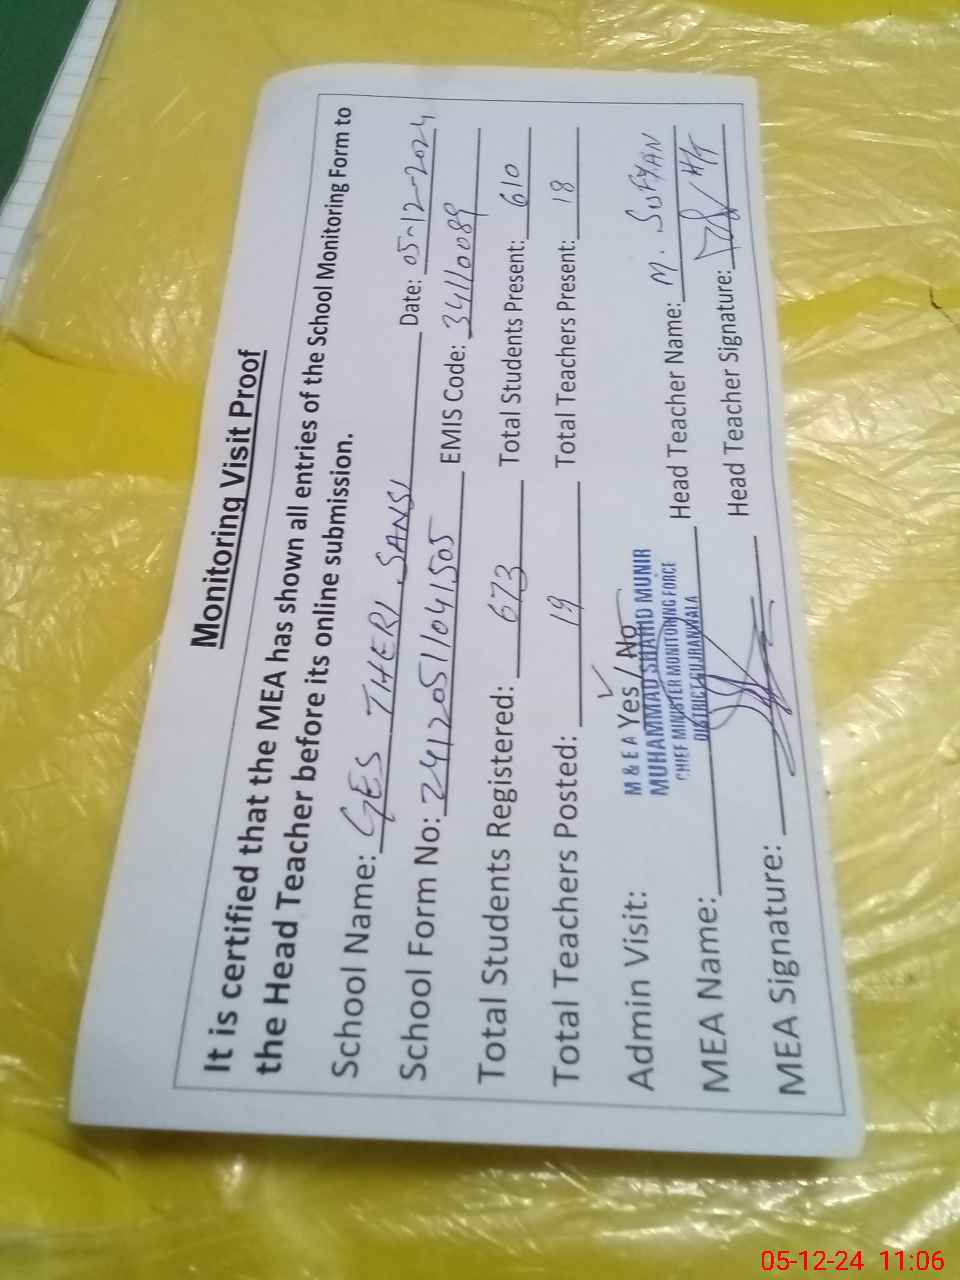 Monitoring Visit Proof
It is certified that the MEA has shown all entries of the School Monitoring Form to
the Head Teacher before its online submission.
School Name: GES THERI SANSI Date: 05-12-2024
School Form No: 24120511041505 EMIS Code: 34110089
Total Students Registered: 673 Total Students Present: 610
Total Teachers Posted: 19 Total Teachers Present: 18
Admin Visit: Yes / No
M & E A
MUHAMMAD SHAHID MUNIR
CHIEF MINISTER MONITORING FORCE
DISTRICT GUJRANWALA
MEA Name: Head Teacher Name: M. SUFYAN
MEA Signature: Head Teacher Signature: H/T
05-12-24 11:06